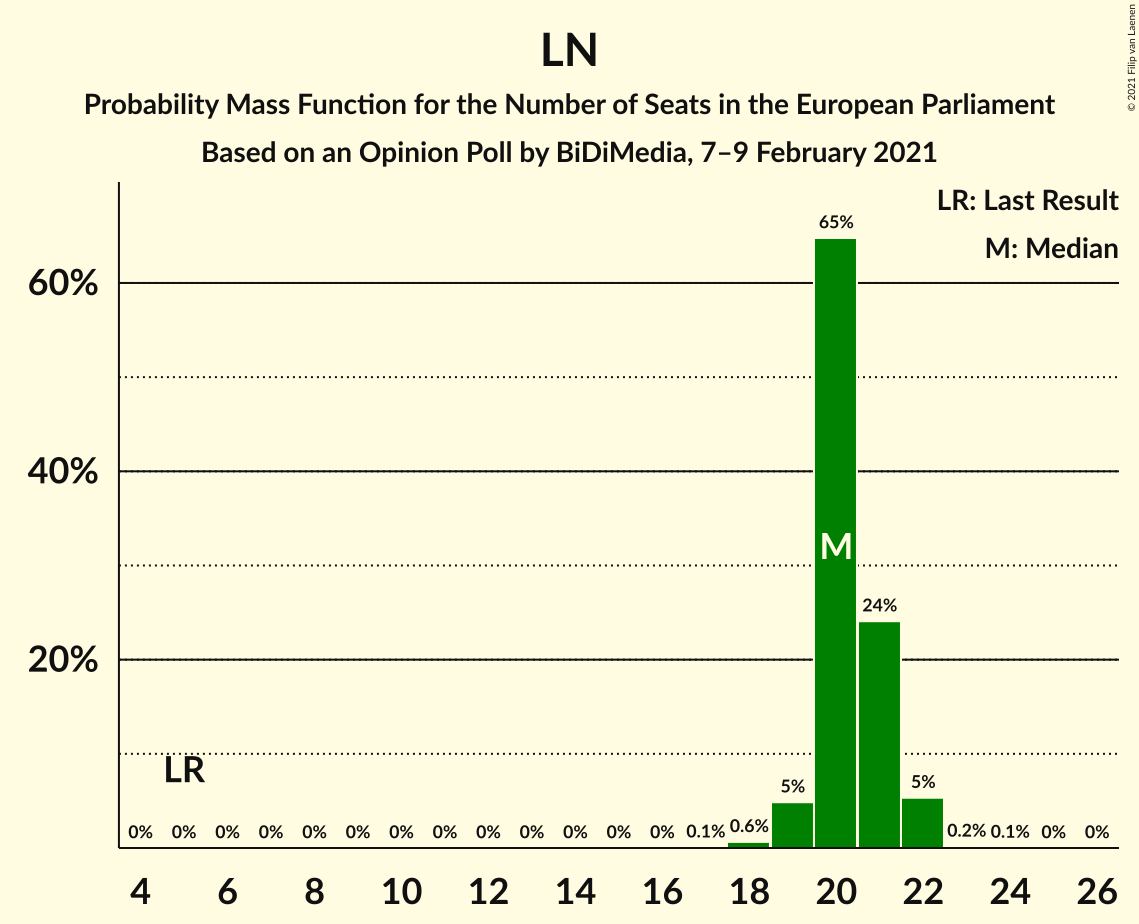 LN
Probability Mass Function for the Number of Seats in the European Parliament
Based on an Opinion Poll by BiDiMedia, 7–9 February 2021
© 2021 Filip van Laenen
LR: Last Result
M: Median
65%
60%
40%
M
24%
20%
LR
5% 5%
0% 0% 0% 0% 0% 0% 0% 0% 0% 0% 0% 0% 0% 0.1% 0.6% 0.2% 0.1% 0% 0%
4 6 8 10 12 14 16 18 20 22 24 26